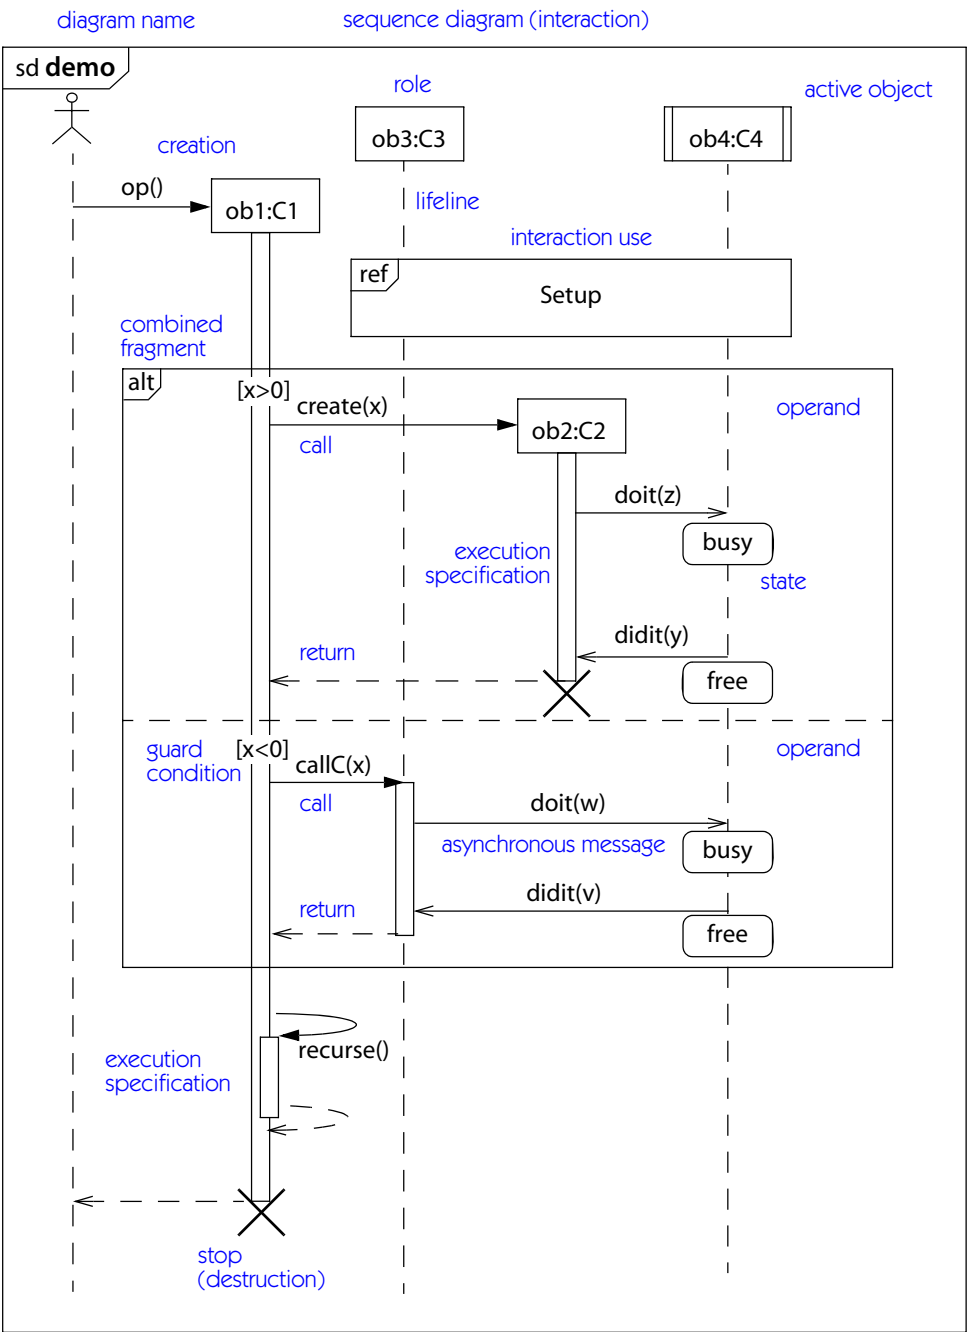 diagram name
sequence diagram (interaction)
sd demo
role
active object
ob3:C3
ob4:C4
creation
op()
ob1:C1
lifeline
interaction use
ref
Setup
combined
fragment
alt
[x>0]
create(x)
operand
call
ob2:C2
doit(z)
busy
execution
specification
state
didit(y)
return
free
guard
condition
[x<0]
callC(x)
operand
call
doit(w)
asynchronous message
busy
didit(v)
return
free
recurse()
execution
specification
stop
(destruction)